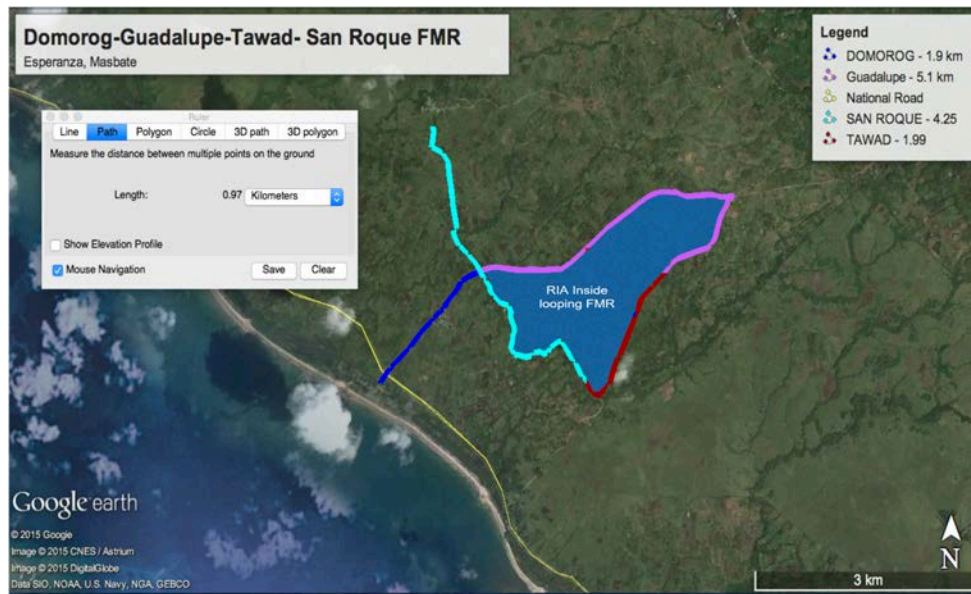 Domorog-Guadalupe-Tawad- San Roque FMR
Esperanza, Masbate
Legend
DOMOROG - 1.9 km
Guadalupe - 5.1 km
National Road
SAN ROQUE - 4.25
TAWAD - 1.99
Ruler
Line Path Polygon Circle 3D path 3D polygon
Measure the distance between multiple points on the ground
Length: 0.97 Kilometers
Show Elevation Profile
Mouse Navigation Save Clear
RIA Inside
looping FMR
Google earth
© 2015 Google
Image © 2015 CNES / Astrium
Image © 2015 DigitalGlobe
Data SIO, NOAA, U.S. Navy, NGA, GEBCO
N
3 km